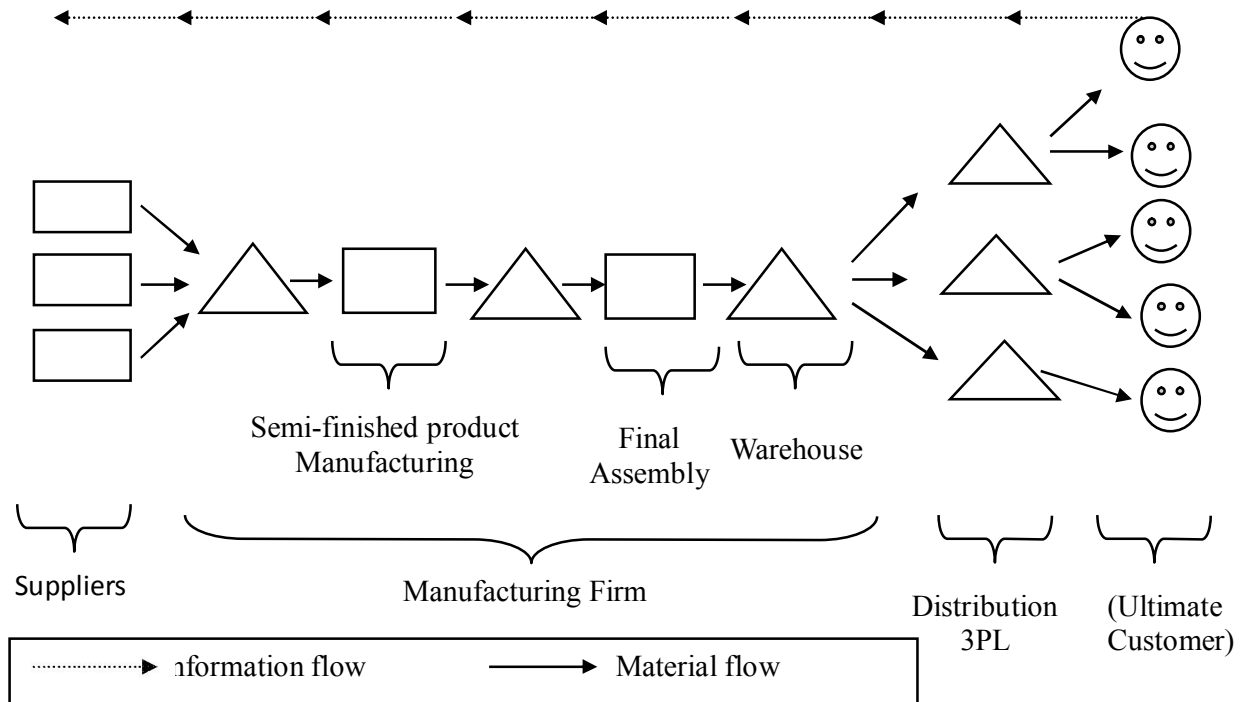 Semi-finished product
Manufacturing
Final
Assembly
Warehouse
Suppliers
Manufacturing Firm
Distribution
3PL
(Ultimate
Customer)
nformation flow
Material flow